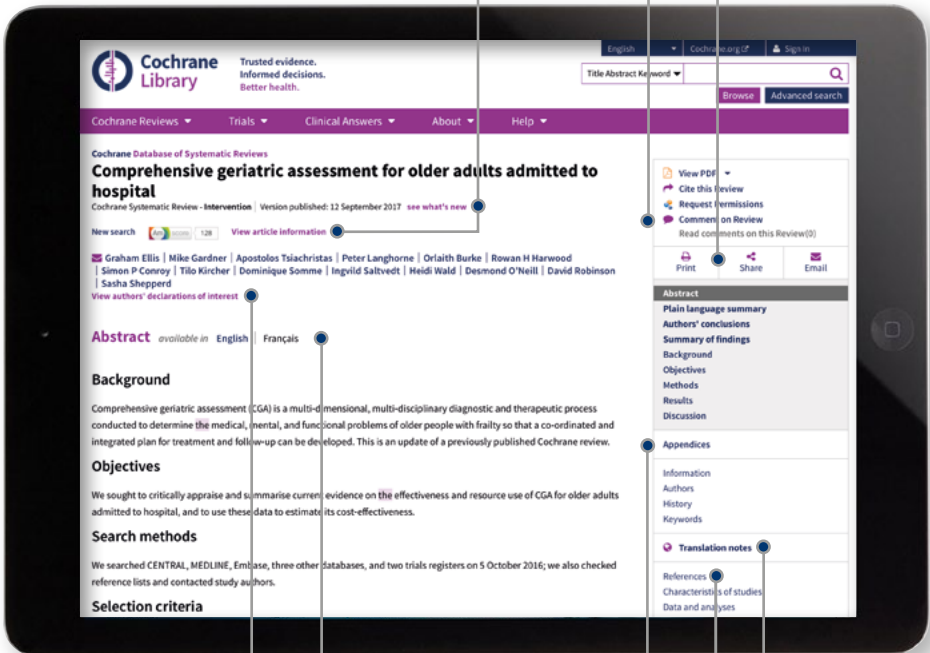 English
Cochrane.org
Sign In
Cochrane
Library
Trusted evidence.
Informed decisions.
Better health.
Title Abstract Keyword
Browse
Advanced search
Cochrane Reviews
Trials
Clinical Answers
About
Help
Cochrane Database of Systematic Reviews
Comprehensive geriatric assessment for older adults admitted to
hospital
Cochrane Systematic Review - Intervention | Version published: 12 September 2017 see what's new
New search
Am score 128
View article information
Graham Ellis | Mike Gardner | Apostolos Tsiachristas | Peter Langhorne | Orlaith Burke | Rowan H Harwood
| Simon P Conroy | Tilo Kircher | Dominique Somme | Ingvild Saltvedt | Heidi Wald | Desmond O'Neill | David Robinson
| Sasha Shepperd
View authors' declarations of interest
Abstract available in English | Français
Background
Comprehensive geriatric assessment (CGA) is a multi-dimensional, multi-disciplinary diagnostic and therapeutic process
conducted to determine the medical, mental, and functional problems of older people with frailty so that a co-ordinated and
integrated plan for treatment and follow-up can be developed. This is an update of a previously published Cochrane review.
Objectives
We sought to critically appraise and summarise current evidence on the effectiveness and resource use of CGA for older adults
admitted to hospital, and to use these data to estimate its cost-effectiveness.
Search methods
We searched CENTRAL, MEDLINE, Embase, three other databases, and two trials registers on 5 October 2016; we also checked
reference lists and contacted study authors.
Selection criteria
View PDF
Cite this Review
Request Permissions
Comment on Review
Read comments on this Review(0)
Print
Share
Email
Abstract
Plain language summary
Authors' conclusions
Summary of findings
Background
Objectives
Methods
Results
Discussion
Appendices
Information
Authors
History
Keywords
Translation notes
References
Characteristics of studies
Data and analyses